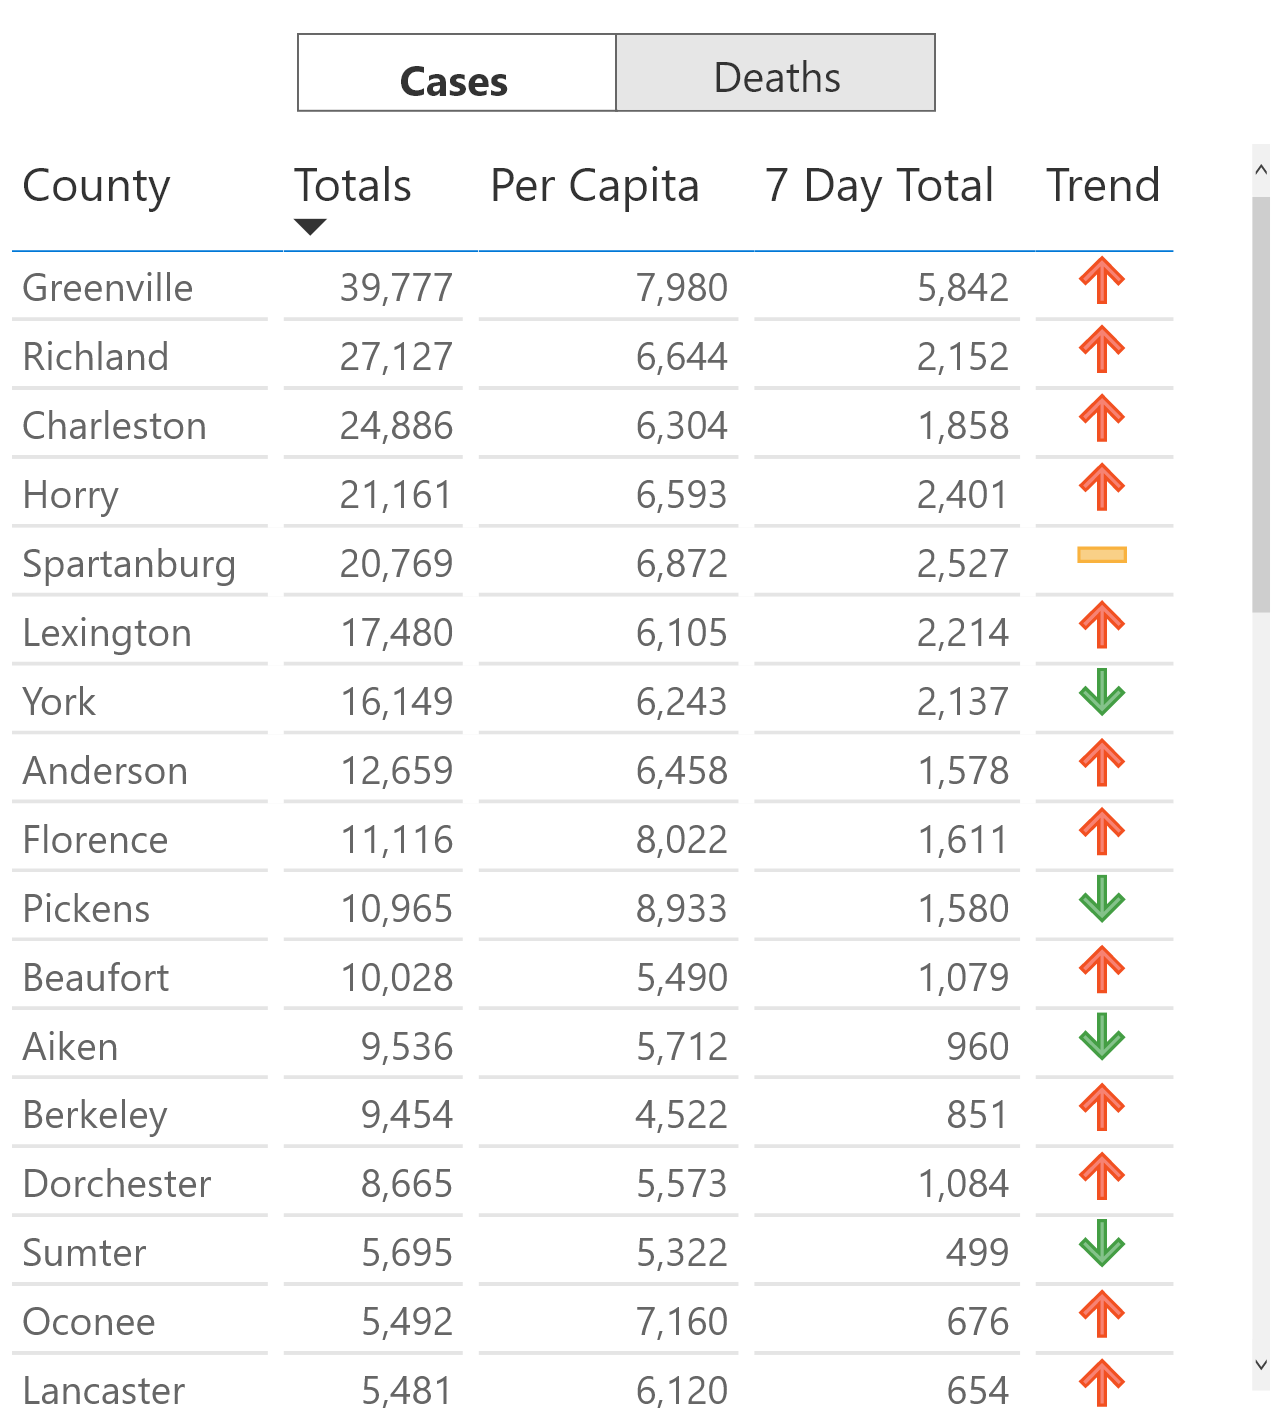 Cases Deaths
County Totals Per Capita 7 Day Total Trend
Greenville 39,777 7,980 5,842
Richland 27,127 6,644 2,152
Charleston 24,886 6,304 1,858
Horry 21,161 6,593 2,401
Spartanburg 20,769 6,872 2,527
Lexington 17,480 6,105 2,214
York 16,149 6,243 2,137
Anderson 12,659 6,458 1,578
Florence 11,116 8,022 1,611
Pickens 10,965 8,933 1,580
Beaufort 10,028 5,490 1,079
Aiken 9,536 5,712 960
Berkeley 9,454 4,522 851
Dorchester 8,665 5,573 1,084
Sumter 5,695 5,322 499
Oconee 5,492 7,160 676
Lancaster 5,481 6,120 654